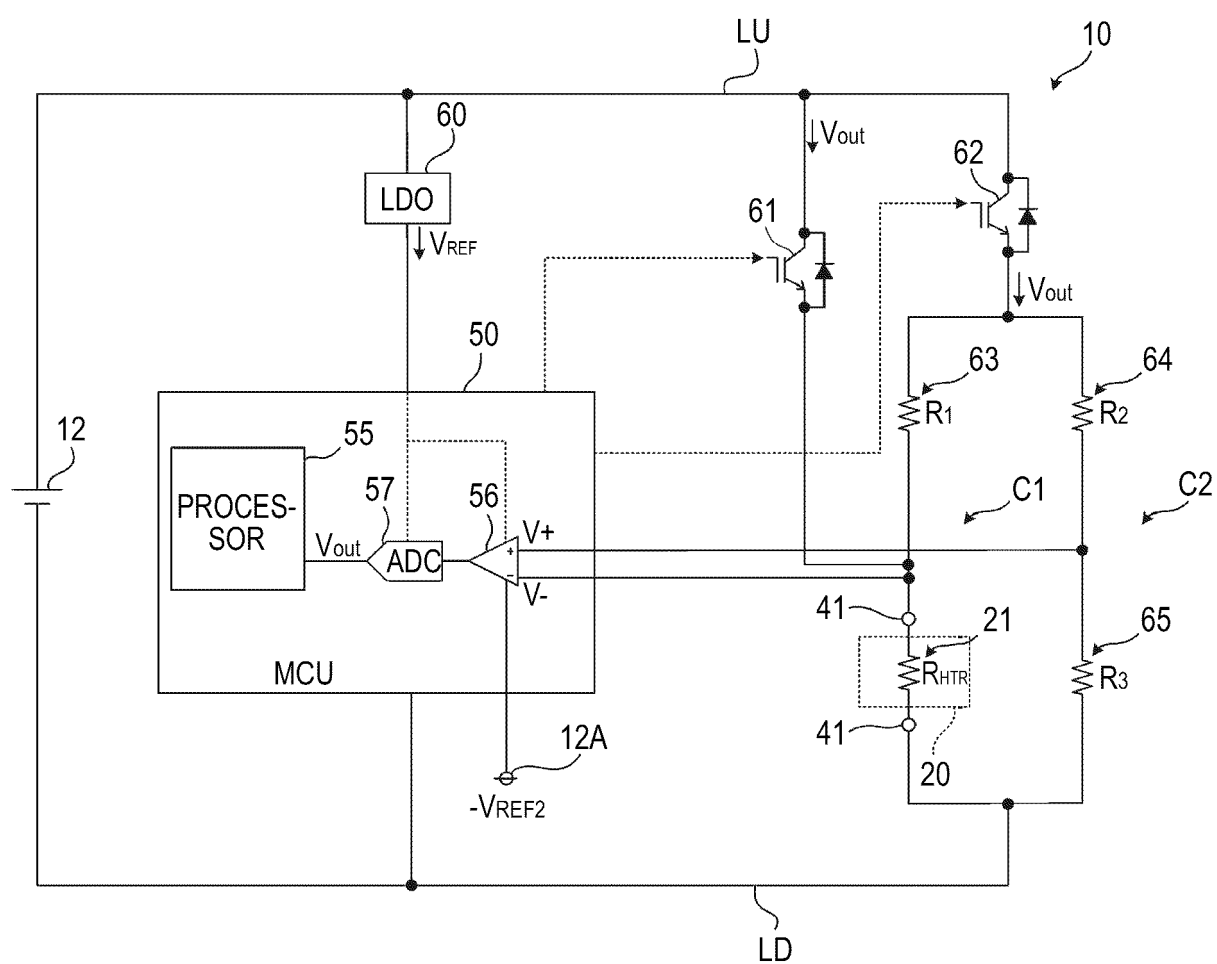 LU
10
60
Vout
62
LDO
61
VREF
Vout
50
63
64
12
R1
R2
55
PROCES-
SOR
57
56
C1
C2
V+
Vout
ADC
+
-
V-
41
21
65
MCU
RHTR
R3
12A
41
20
-VREF2
LD